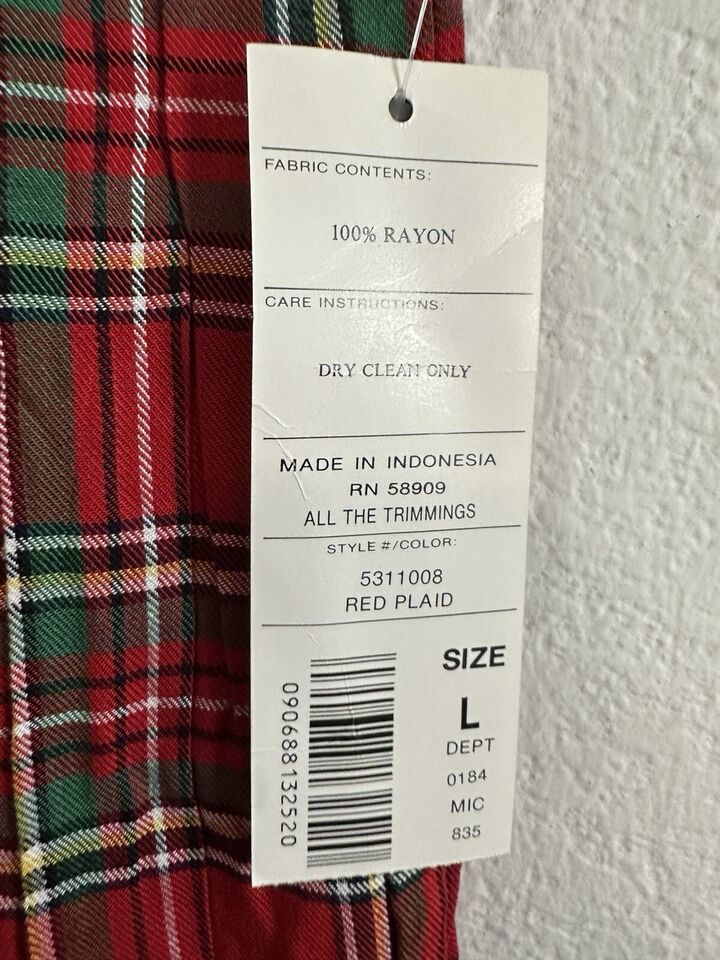 FABRIC CONTENTS:
100% RAYON
CARE INSTRUCTIONS:
DRY CLEAN ONLY
MADE IN INDONESIA
RN 58909
ALL THE TRIMMINGS
STYLE #/COLOR:
5311008
RED PLAID
SIZE
L
DEPT
0184
MIC
835
090688132520